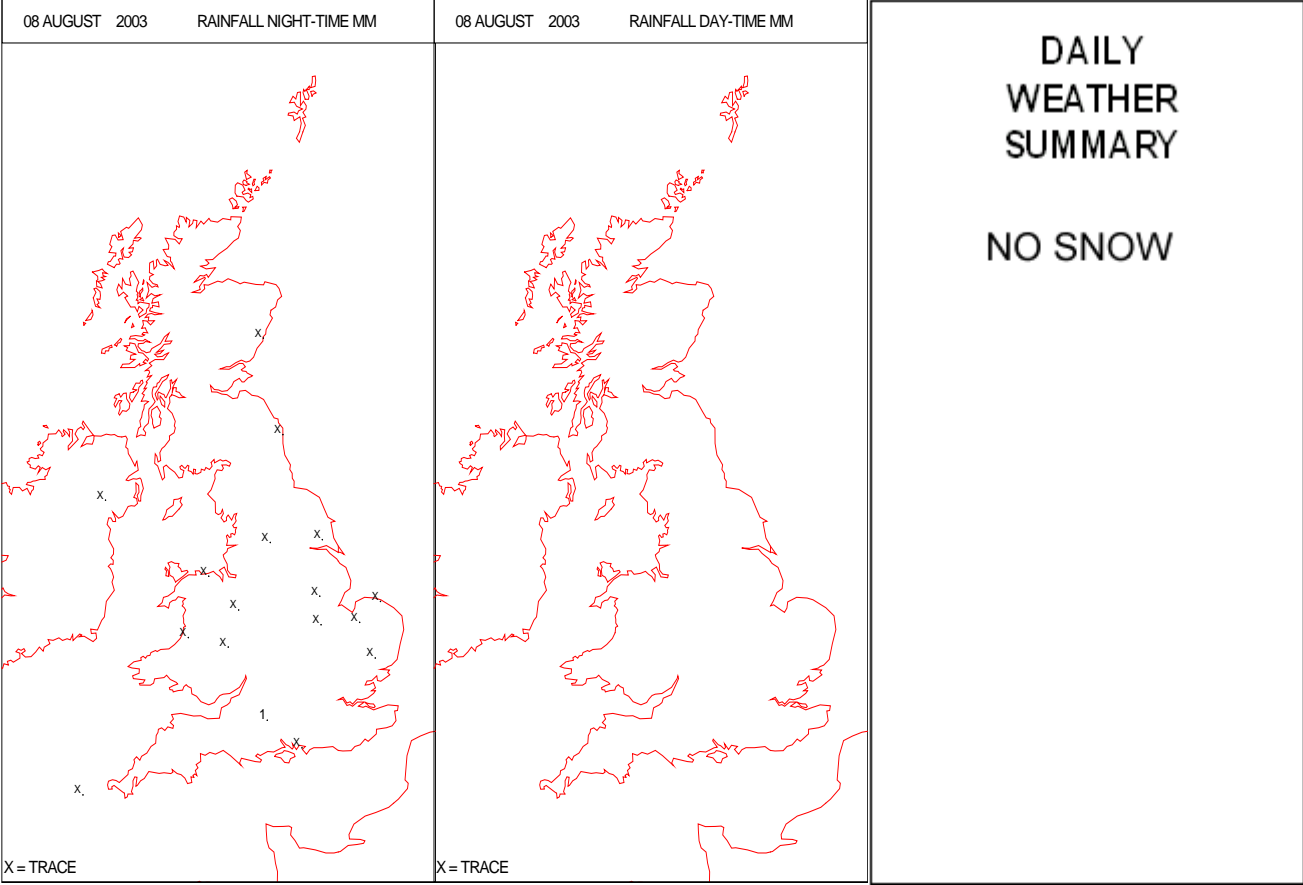 08 AUGUST 2003 RAINFALL NIGHT-TIME MM
x.
x.
x.
x.
x.
x.
x.
x.
x.
x.
x.
x.
x.
x.
1.
x.
x.
X = TRACE
08 AUGUST 2003 RAINFALL DAY-TIME MM
X = TRACE
DAILY
WEATHER
SUMMARY
NO SNOW